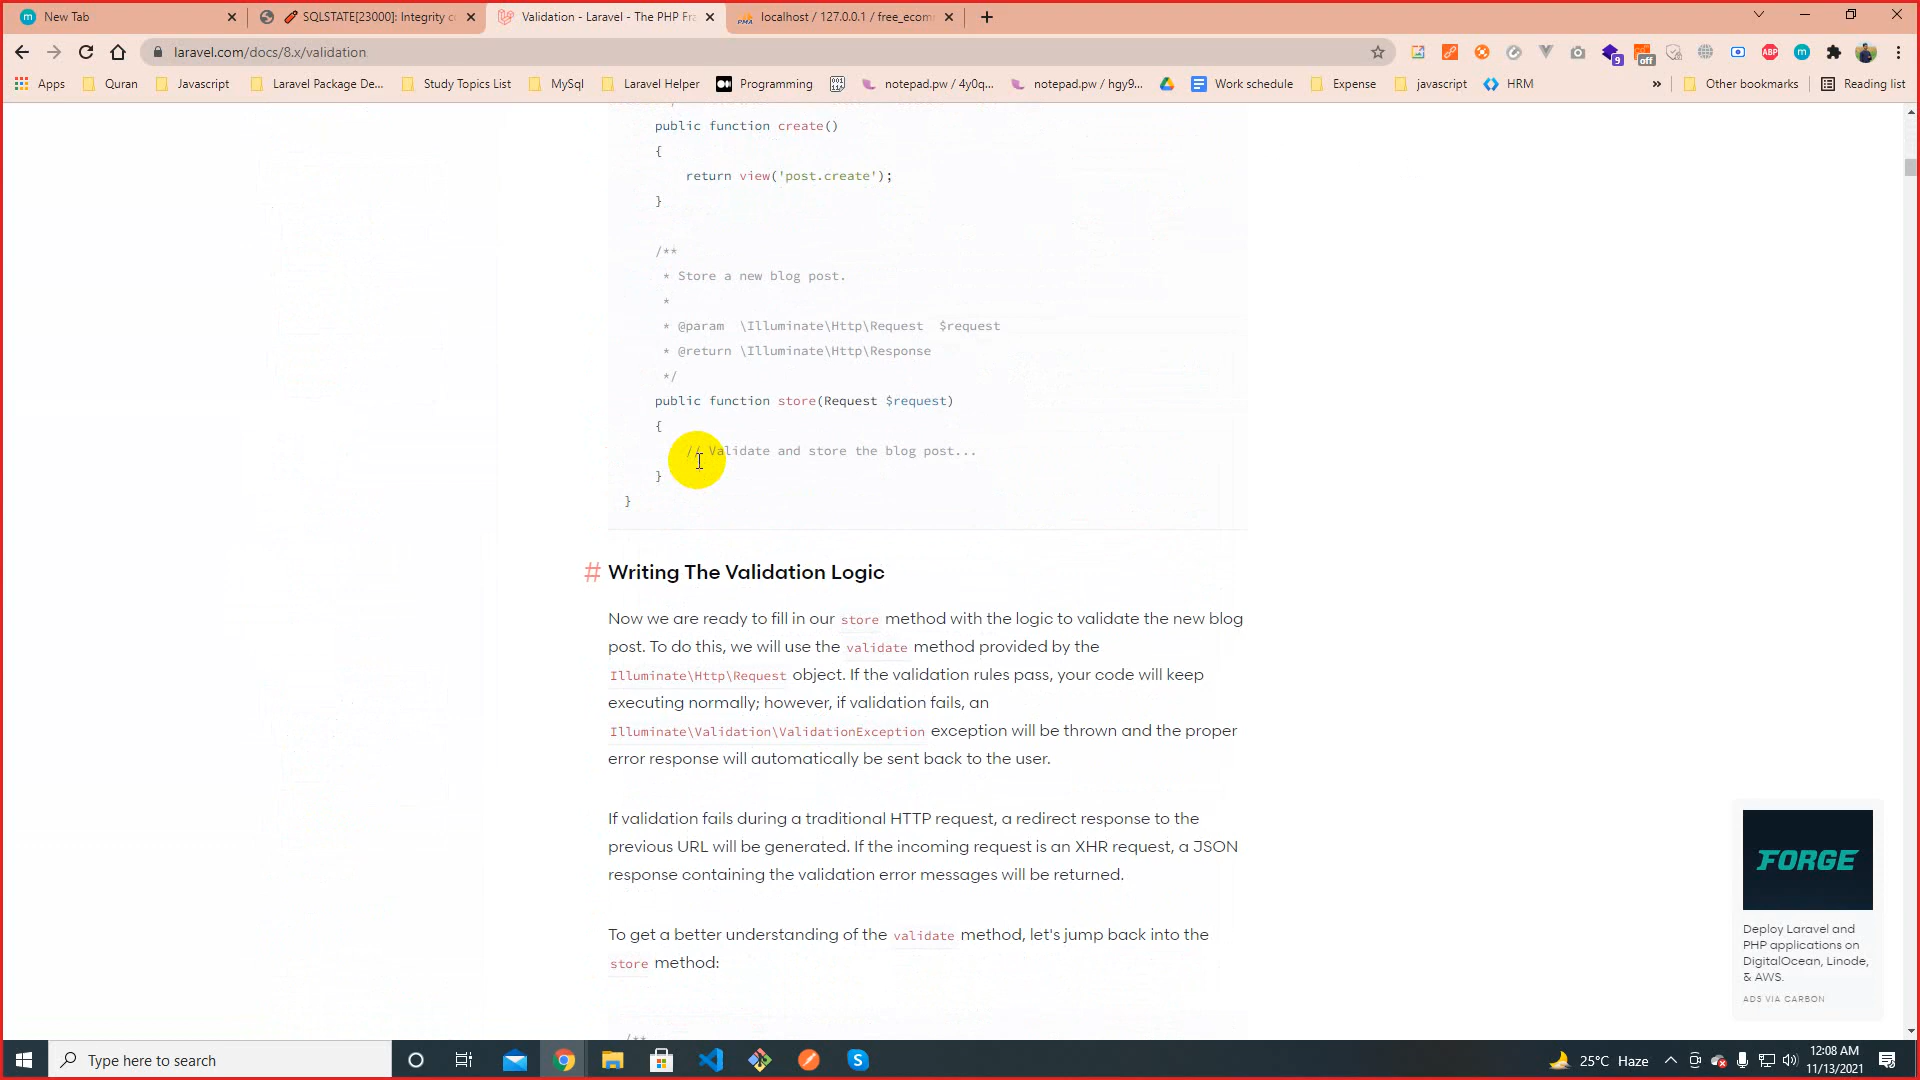 New Tab
SQLSTATE[23000]: Integrity co
Validation - Laravel - The PHP Fra
localhost / 127.0.0.1 / free_ecom
laravel.com/docs/8.x/validation
9
off
ABP
m
Apps
Quran
Javascript
Laravel Package De...
Study Topics List
MySql
Laravel Helper
Programming
notepad.pw / 4y0q...
notepad.pw / hgy9...
Work schedule
Expense
javascript
HRM
»
Other bookmarks
Reading list
public function create()
{
return view('post.create');
}
/**
* Store a new blog post.
*
* @param \Illuminate\Http\Request $request
* @return \Illuminate\Http\Response
*/
public function store(Request $request)
{
// Validate and store the blog post...
}
}
# Writing The Validation Logic
Now we are ready to fill in our store method with the logic to validate the new blog
post. To do this, we will use the validate method provided by the
Illuminate\Http\Request object. If the validation rules pass, your code will keep
executing normally; however, if validation fails, an
Illuminate\Validation\ValidationException exception will be thrown and the proper
error response will automatically be sent back to the user.
If validation fails during a traditional HTTP request, a redirect response to the
previous URL will be generated. If the incoming request is an XHR request, a JSON
response containing the validation error messages will be returned.
To get a better understanding of the validate method, let's jump back into the
store method:
/**
FORGE
Deploy Laravel and
PHP applications on
DigitalOcean, Linode,
& AWS.
ADS VIA CARBON
Type here to search
25°C Haze
12:08 AM
11/13/2021